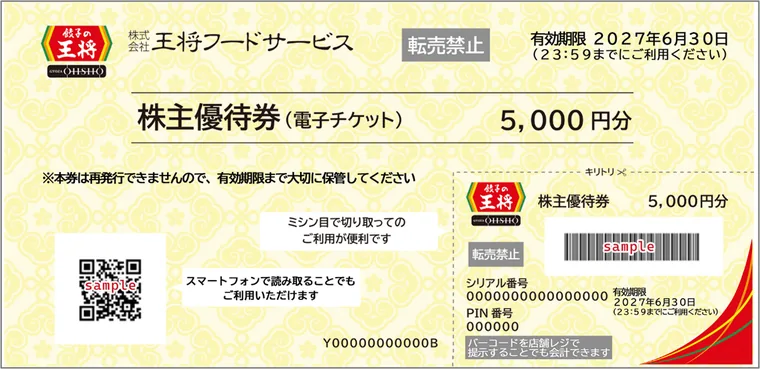 餃子の
王将
KYOTO OHSHO
株式会社 王将フードサービス
転売禁止
有効期限 2027年6月30日
(23:59までにご利用ください)
株主優待券(電子チケット) 5,000円分
※本券は再発行できませんので、有効期限まで大切に保管してください
キリトリ
餃子の
王将
KYOTO OHSHO
株主優待券 5,000円分
ミシン目で切り取っての
ご利用が便利です
sample
転売禁止
sample
スマートフォンで読み取ることでも
ご利用いただけます
シリアル番号
0000000000000000
有効期限
2027年6月30日
(23:59までにご利用ください)
PIN番号
000000
Y00000000000B
バーコードを店舗レジで
提示することでも会計できます